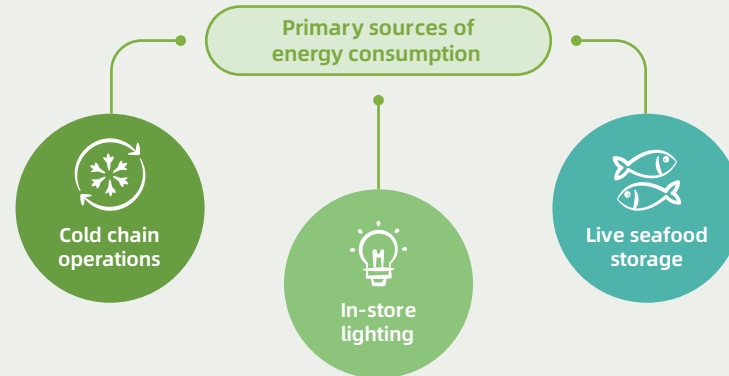 Primary sources of
energy consumption
Cold chain
operations
In-store
lighting
Live seafood
storage